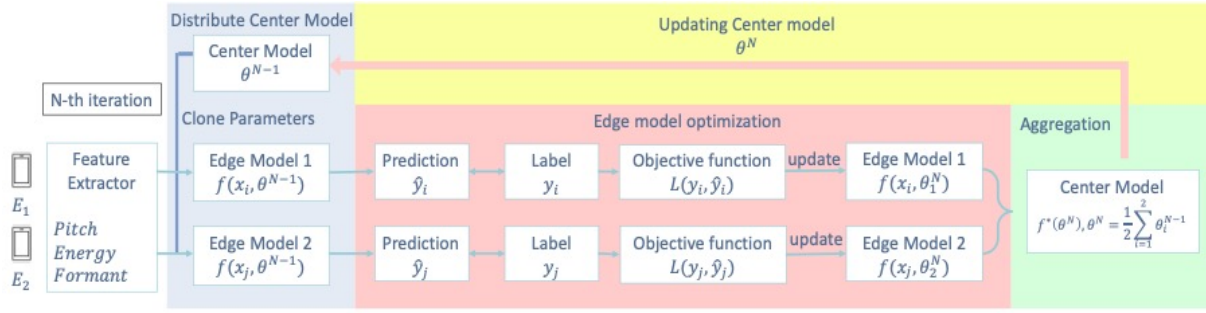 Distribute Center Model
Updating Center model
θ^N
Center Model
θ^{N−1}
N-th iteration
Clone Parameters
Edge model optimization
Aggregation
Feature
Extractor
Pitch
Energy
Formant
E_1
E_2
Edge Model 1
f(x_i, θ^{N−1})
Prediction
ŷ_i
Label
y_i
Objective function
L(y_i, ŷ_i)
update
Edge Model 1
f(x_i, θ_1^N)
Edge Model 2
f(x_j, θ^{N−1})
Prediction
ŷ_j
Label
y_j
Objective function
L(y_j, ŷ_j)
update
Edge Model 2
f(x_j, θ_2^N)
Center Model
f*(θ^N), θ^N = 1/2 ∑_{i=1}^{2} θ_i^{N−1}